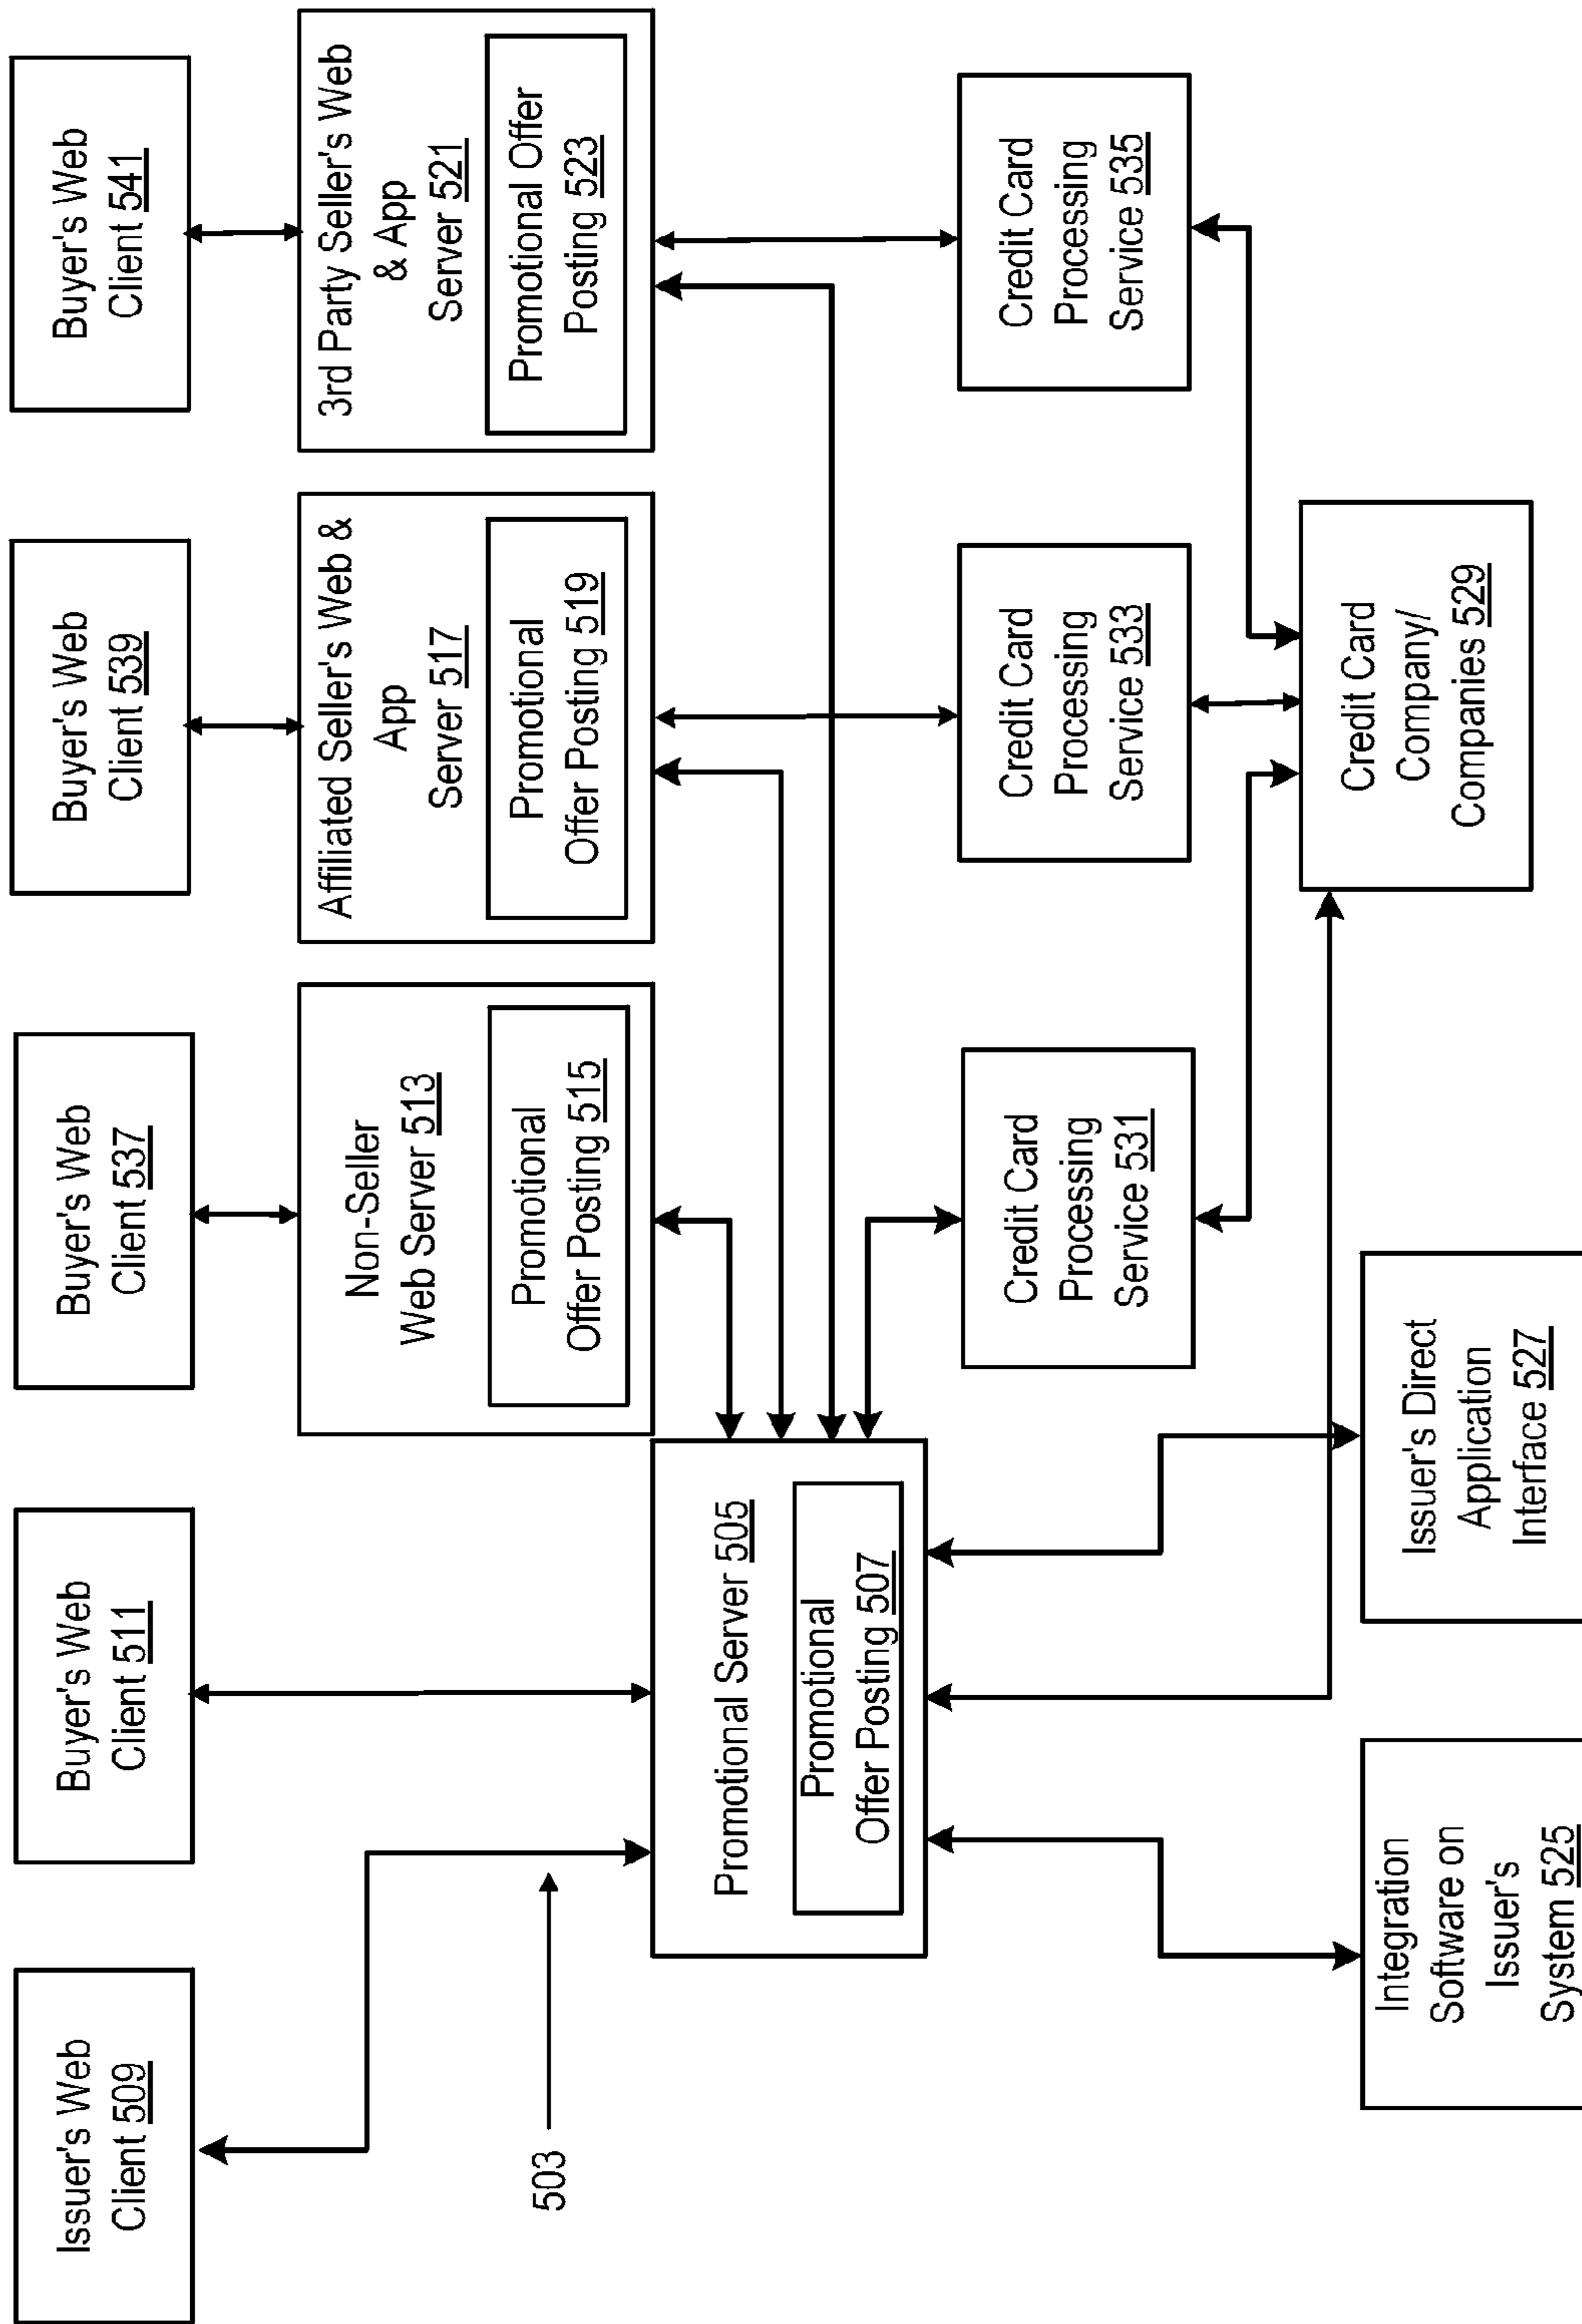 Issuer's Web
Client 509
Buyer's Web
Client 511
Buyer's Web
Client 537
Buyer's Web
Client 539
Buyer's Web
Client 541
Non-Seller
Web Server 513
Promotional
Offer Posting 515
Affiliated Seller's Web &
App
Server 517
Promotional
Offer Posting 519
3rd Party Seller's Web
& App
Server 521
Promotional Offer
Posting 523
503
Promotional Server 505
Promotional
Offer Posting 507
Credit Card
Processing
Service 531
Credit Card
Processing
Service 533
Credit Card
Processing
Service 535
Integration
Software on
Issuer's
System 525
Issuer's Direct
Application
Interface 527
Credit Card
Company/
Companies 529